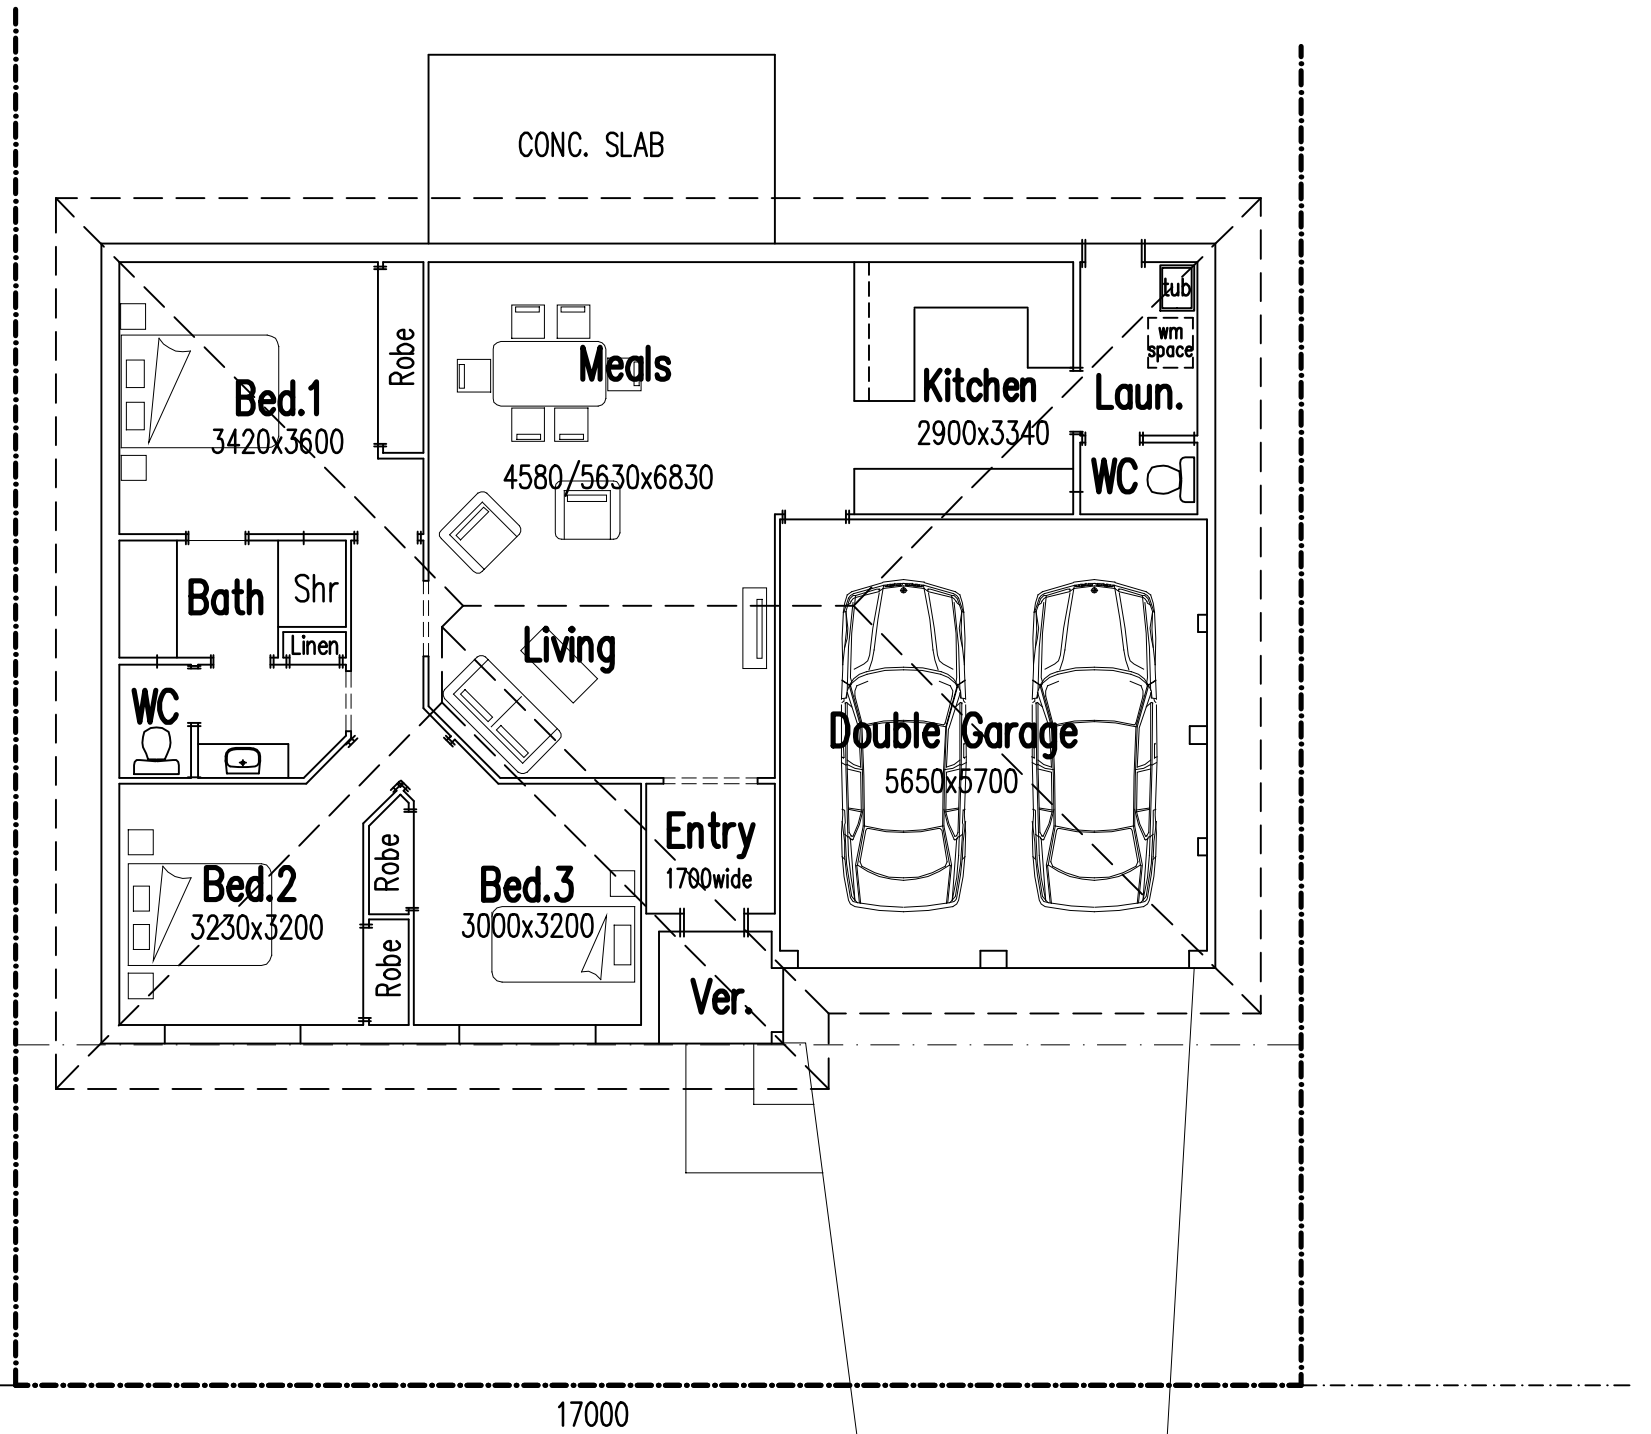 CONC. SLAB
tub
wm
space
Robe
Meals
Bed.1
3420x3600
Kitchen
2900x3340
Laun.
4580/5630x6830
WC
Bath
Shr
Linen
Living
WC
Double Garage
5650x5700
Entry
1700wide
Robe
Bed.2
3230x3200
Bed.3
3000x3200
Robe
Ver.
17000